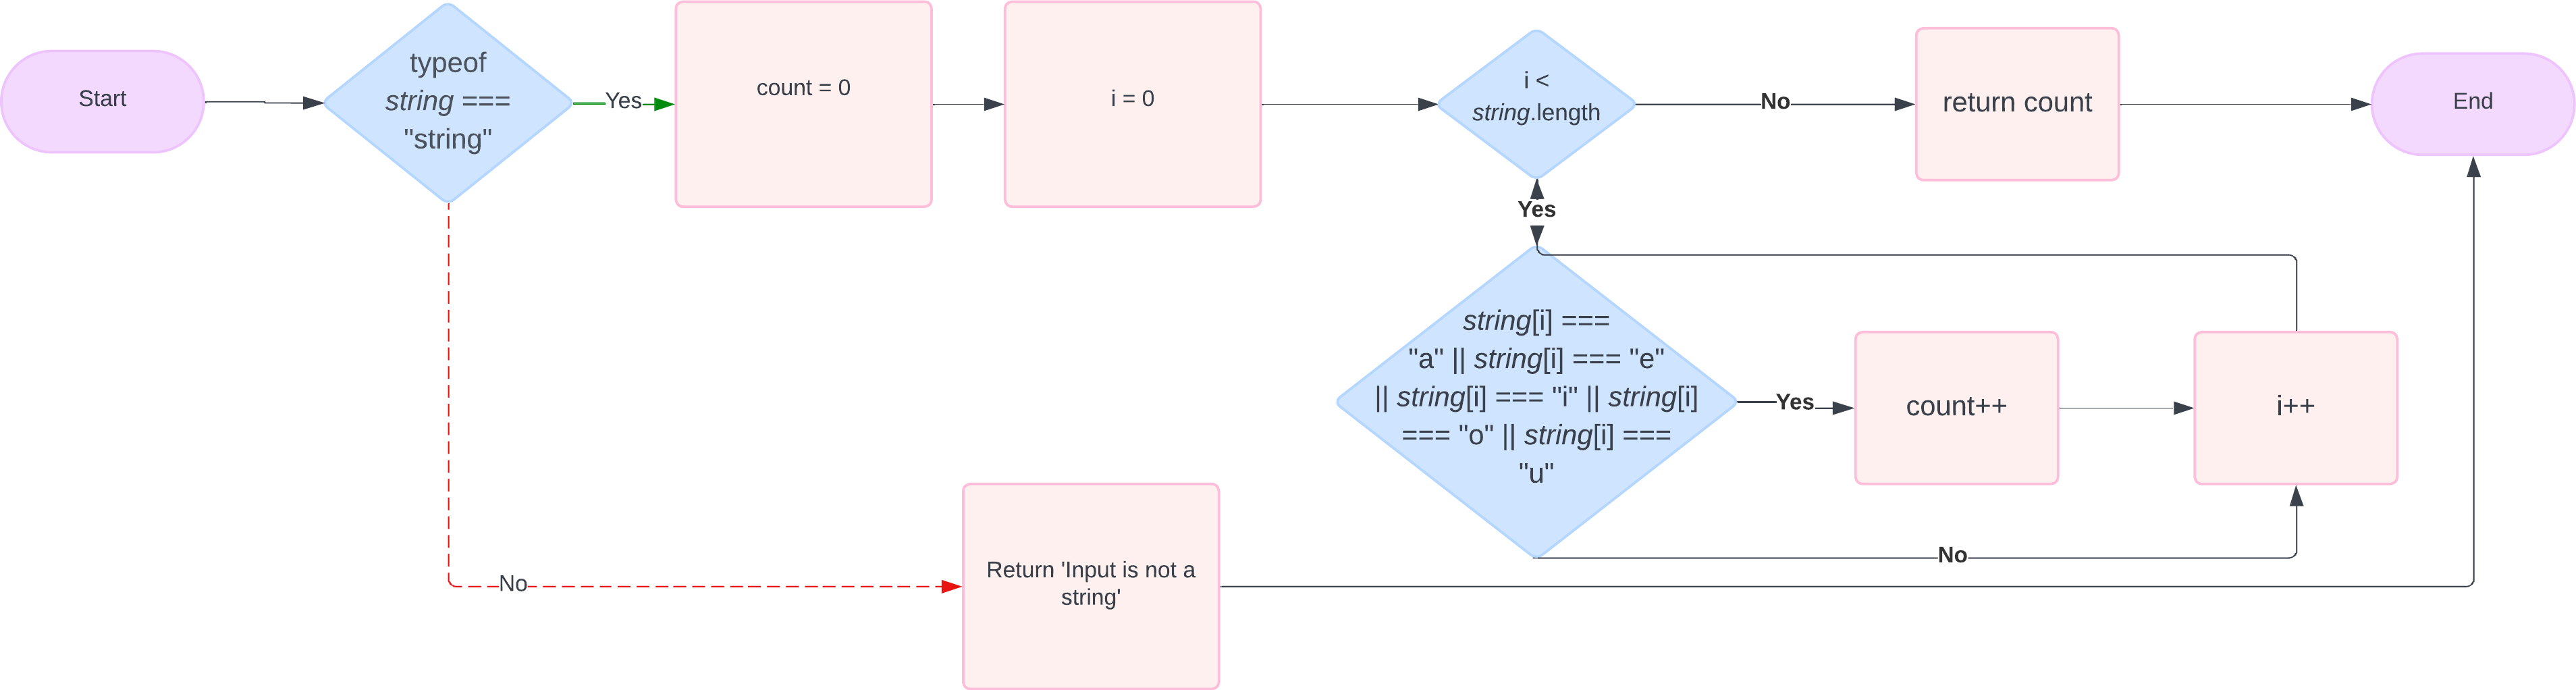 Start
typeof
string ===
"string"
Yes
count = 0
i = 0
i <
string.length
No
return count
End
Yes
string[i] ===
"a" || string[i] === "e"
|| string[i] === "i" || string[i]
=== "o" || string[i] ===
"u"
Yes
count++
i++
No
No
Return 'Input is not a
string'